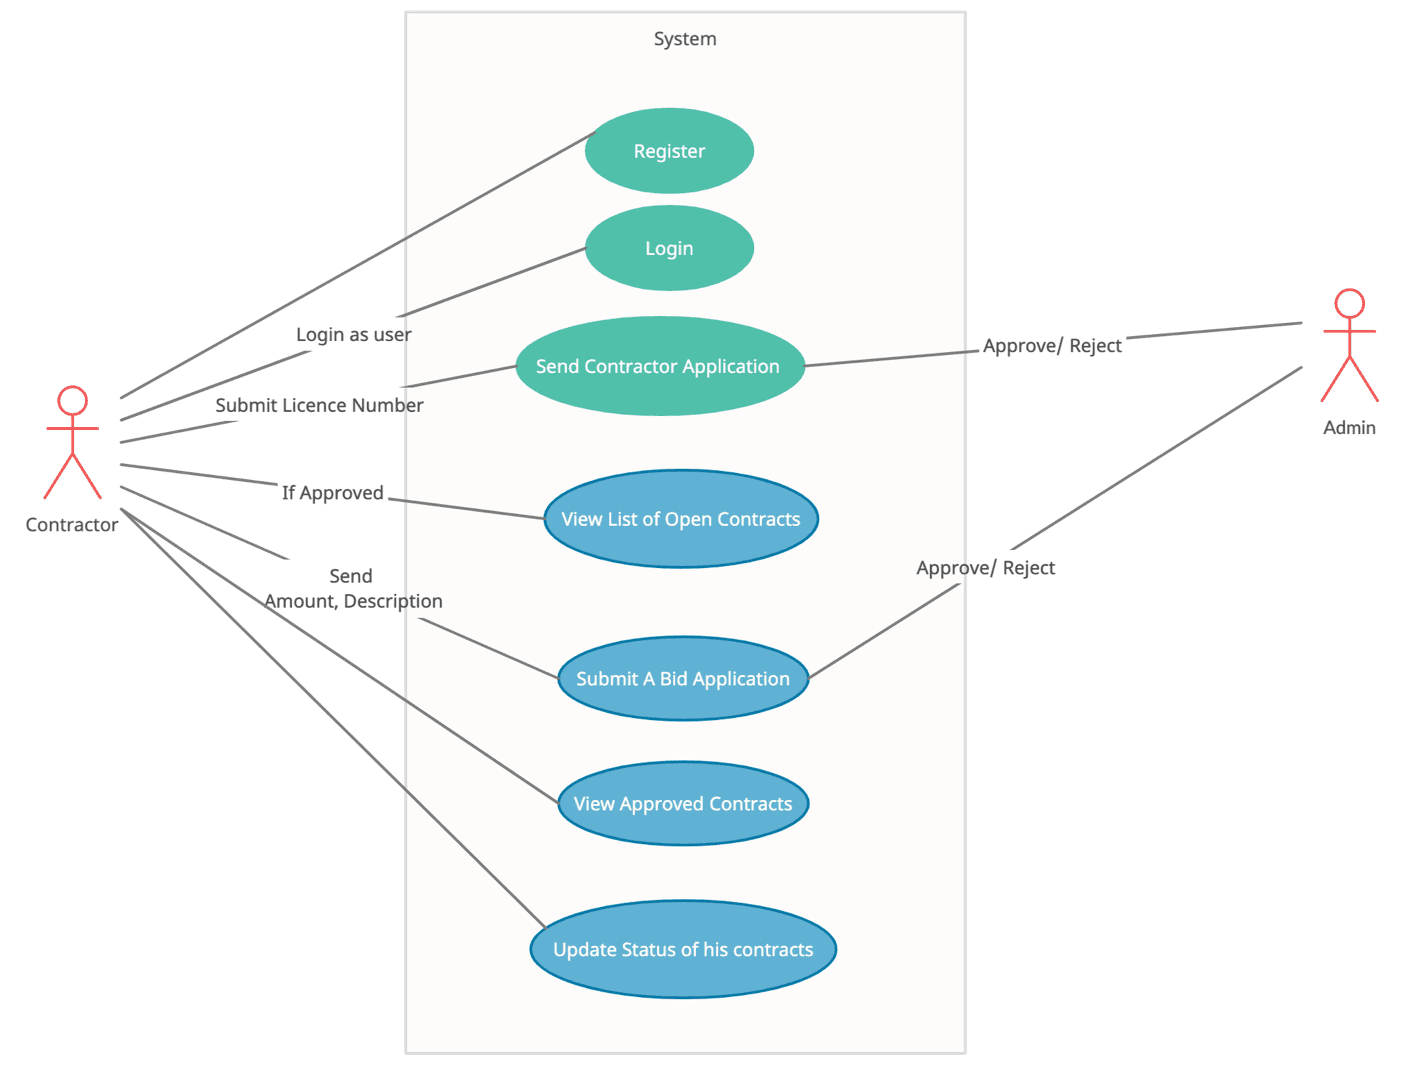 System
Register
Login
Login as user
Send Contractor Application
Approve/ Reject
Submit Licence Number
Admin
If Approved
Contractor
View List of Open Contracts
Approve/ Reject
Send
Amount, Description
Submit A Bid Application
View Approved Contracts
Update Status of his contracts